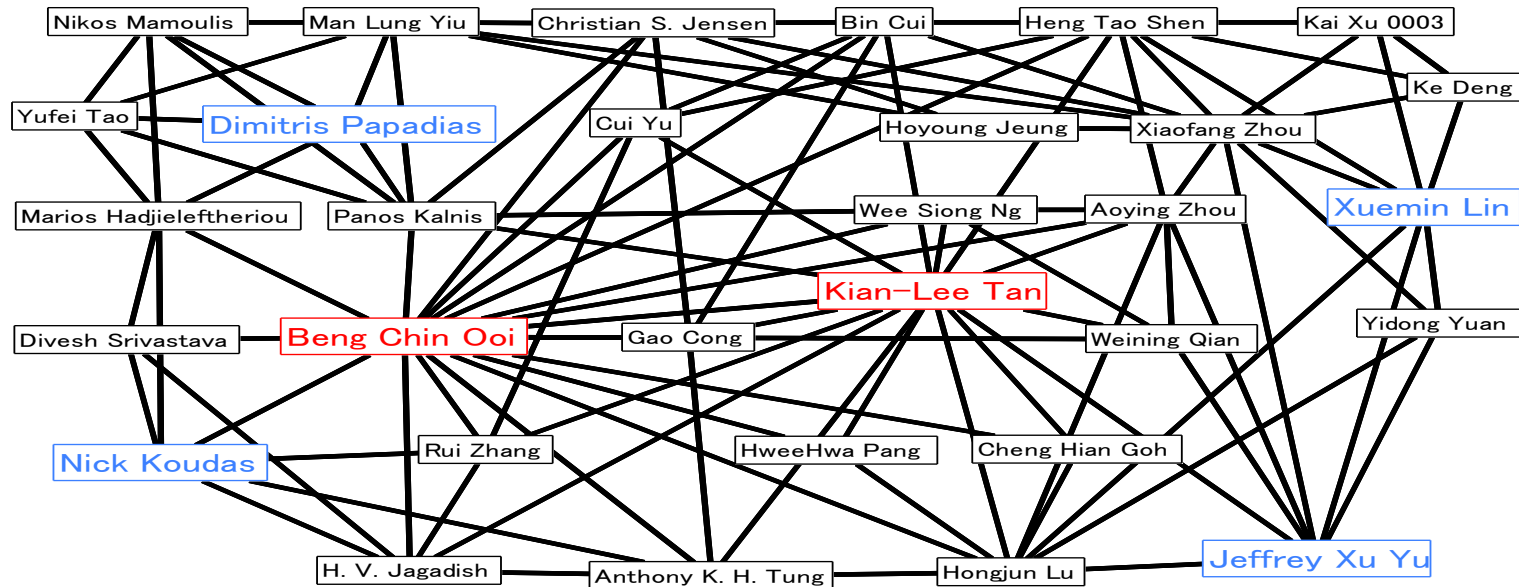 Nikos Mamoulis
Man Lung Yiu
Christian S. Jensen
Bin Cui
Heng Tao Shen
Kai Xu 0003
Ke Deng
Yufei Tao
Dimitris Papadias
Cui Yu
Hoyoung Jeung
Xiaofang Zhou
Marios Hadjieleftheriou
Panos Kalnis
Wee Siong Ng
Aoying Zhou
Xuemin Lin
Kian-Lee Tan
Divesh Srivastava
Beng Chin Ooi
Gao Cong
Weining Qian
Yidong Yuan
Nick Koudas
Rui Zhang
HweeHwa Pang
Cheng Hian Goh
H. V. Jagadish
Anthony K. H. Tung
Hongjun Lu
Jeffrey Xu Yu